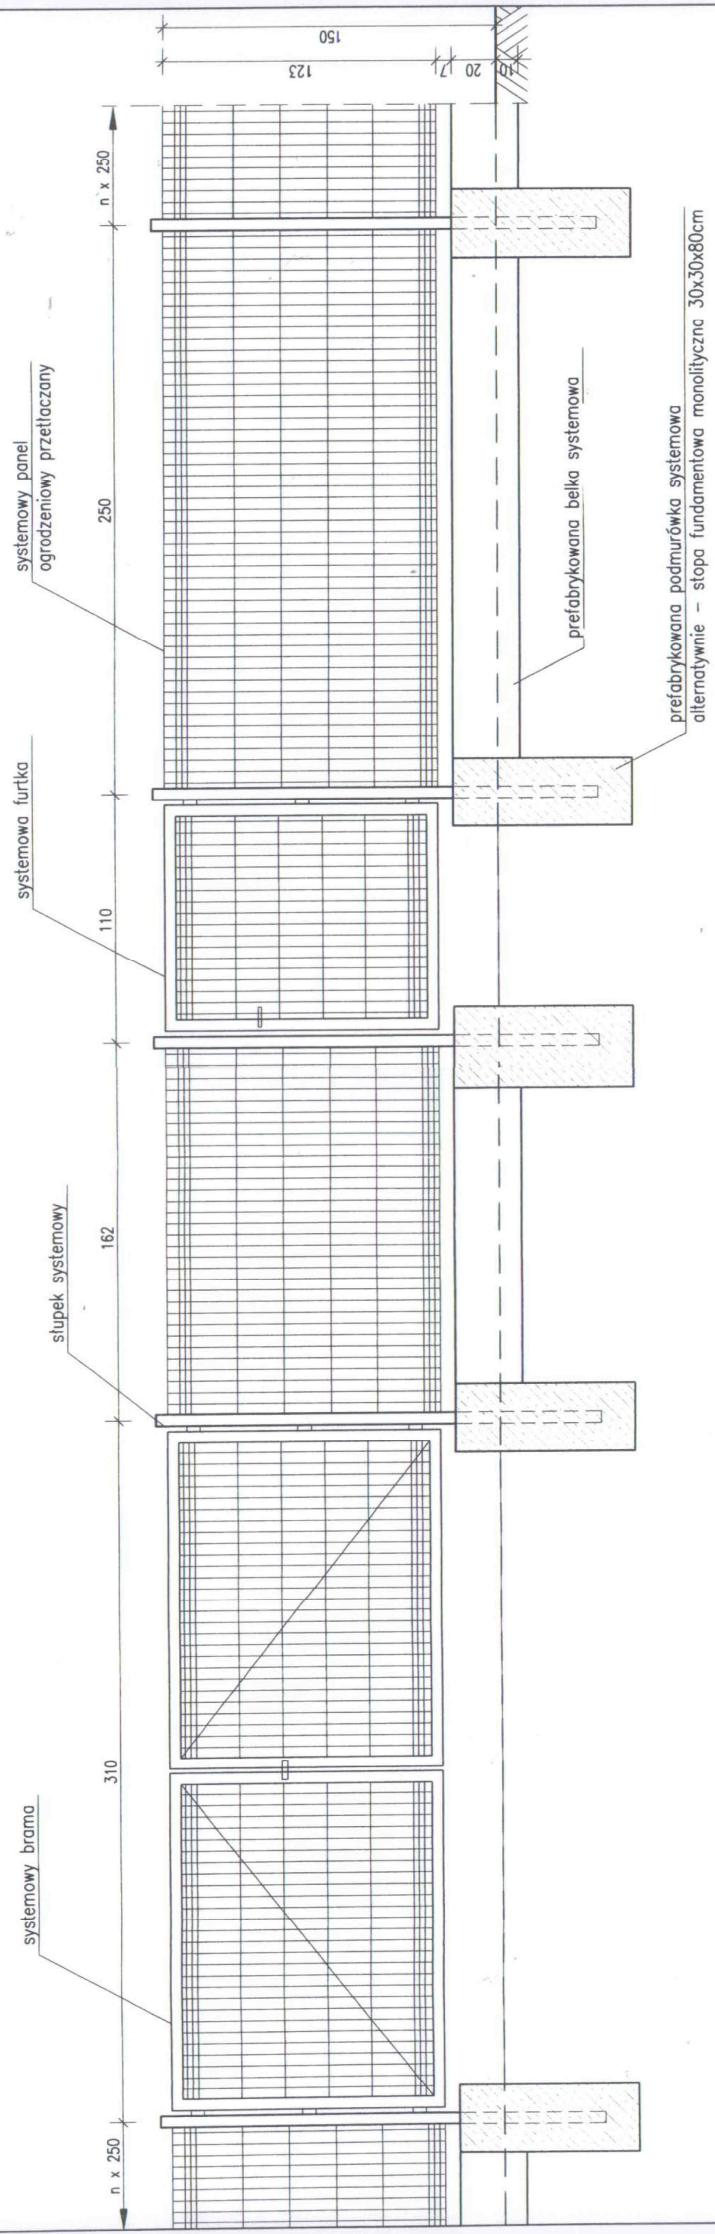 systemowy brama
słupek systemowy
systemowa furtka
systemowy panel
ogrodzeniowy przetłaczany
n x 250
310
162
110
250
n x 250
150
123
7
20
10
prefabrykowana belka systemowa
prefabrykowana podmurówka systemowa
alternatywnie – stopa fundamentowa monolityczna 30x30x80cm